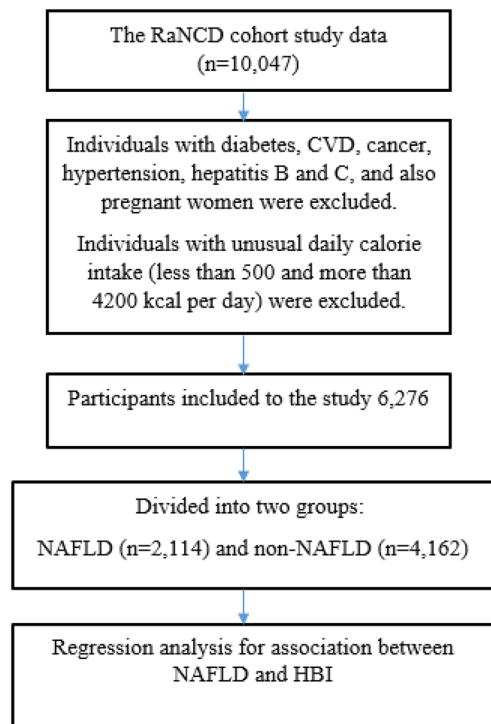 The RaNCD cohort study data
(n=10,047)
Individuals with diabetes, CVD, cancer,
hypertension, hepatitis B and C, and also
pregnant women were excluded.
Individuals with unusual daily calorie
intake (less than 500 and more than
4200 kcal per day) were excluded.
Participants included to the study 6,276
Divided into two groups:
NAFLD (n=2,114) and non-NAFLD (n=4,162)
Regression analysis for association between
NAFLD and HBI